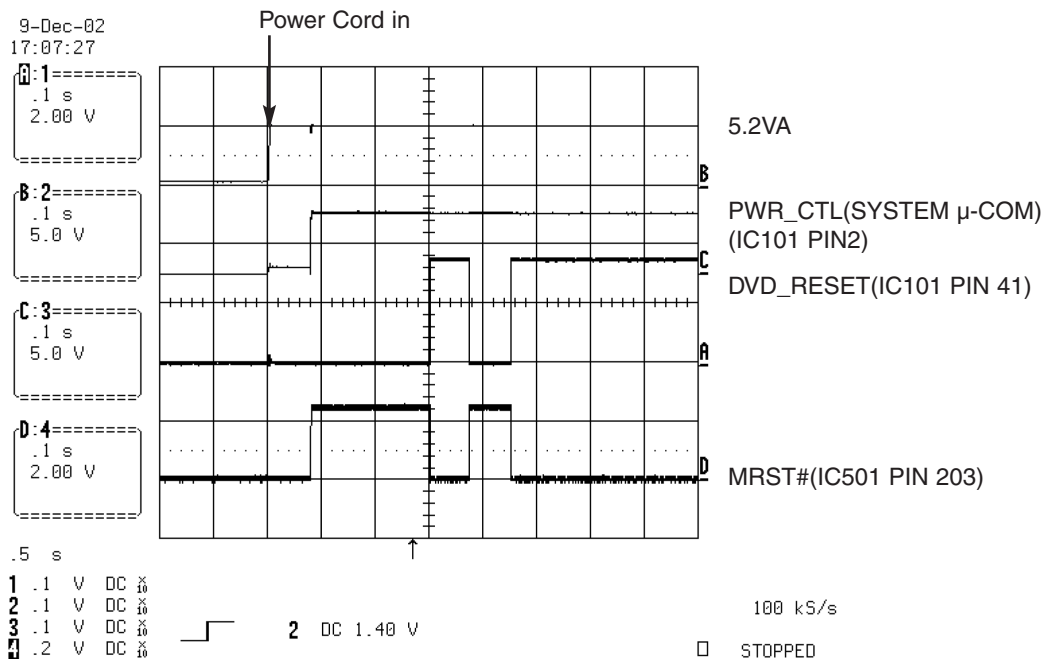 9-Dec-02
17:07:27
Power Cord in
A:1
.1 s
2.00 V
5.2VA
B
B:2
.1 s
5.0 V
PWR_CTL(SYSTEM µ-COM)
(IC101 PIN2)
C
DVD_RESET(IC101 PIN 41)
C:3
.1 s
5.0 V
A
D:4
.1 s
2.00 V
D
MRST#(IC501 PIN 203)
↑
.5 s
1 .1 V DC X10
2 .1 V DC X10
3 .1 V DC X10
4 .2 V DC X10
2 DC 1.40 V
100 kS/s
STOPPED